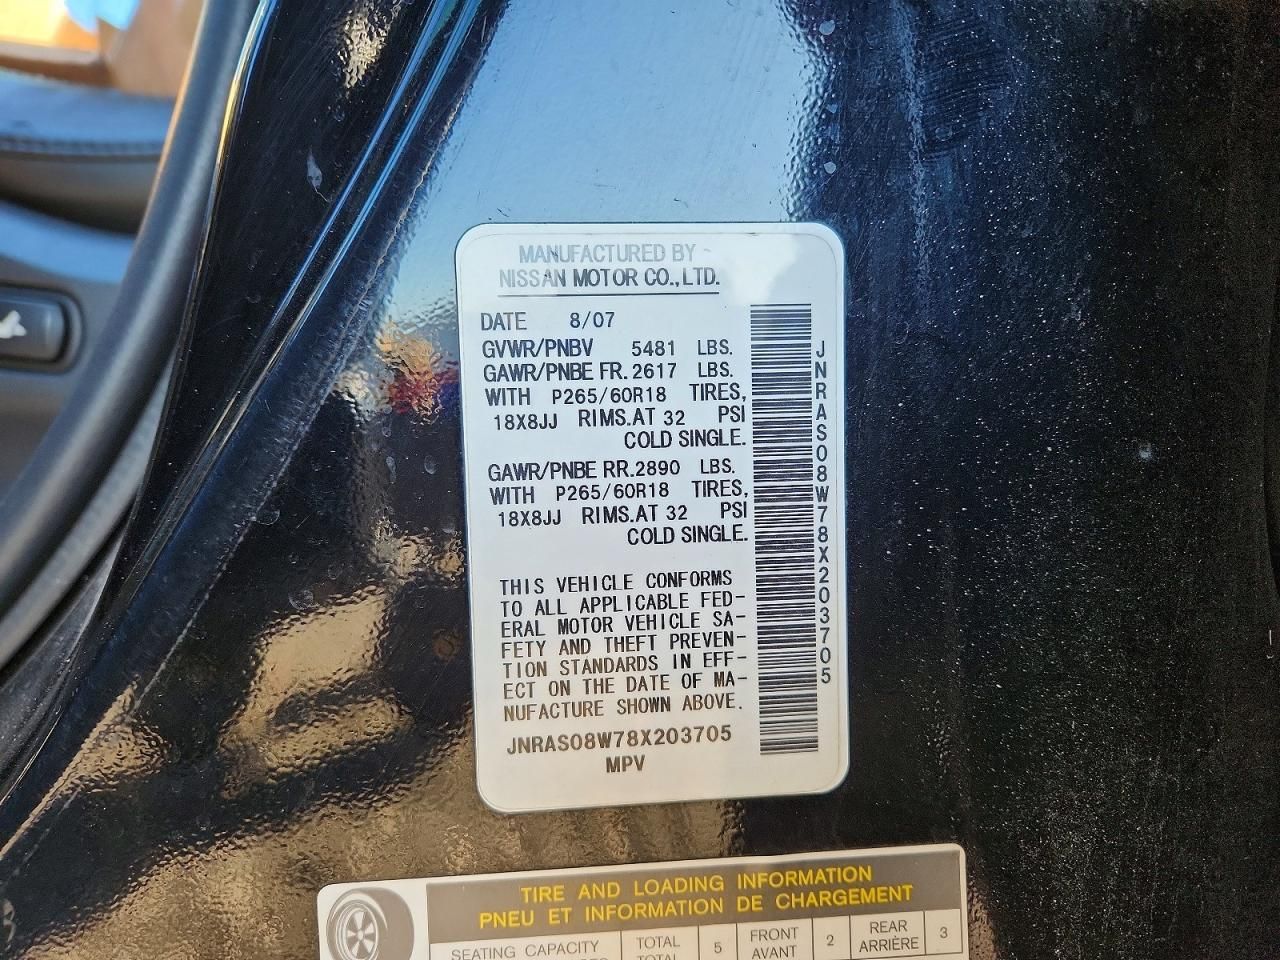 MANUFACTURED BY
NISSAN MOTOR CO.,LTD.
DATE 8/07
GVWR/PNBV 5481 LBS.
GAWR/PNBE FR. 2617 LBS.
WITH P265/60R18 TIRES,
18X8JJ RIMS.AT 32 PSI
COLD SINGLE.
GAWR/PNBE RR. 2890 LBS.
WITH P265/60R18 TIRES,
18X8JJ RIMS.AT 32 PSI
COLD SINGLE.
THIS VEHICLE CONFORMS
TO ALL APPLICABLE FED-
ERAL MOTOR VEHICLE SA-
FETY AND THEFT PREVEN-
TION STANDARDS IN EFF-
ECT ON THE DATE OF MA-
NUFACTURE SHOWN ABOVE.
JNRAS08W78X203705
MPV
JNRAS08W78X203705
TIRE AND LOADING INFORMATION
PNEU ET INFORMATION DE CHARGEMENT
SEATING CAPACITY TOTAL 5 FRONT 2 REAR 3
TOTAL AVANT ARRIÈRE